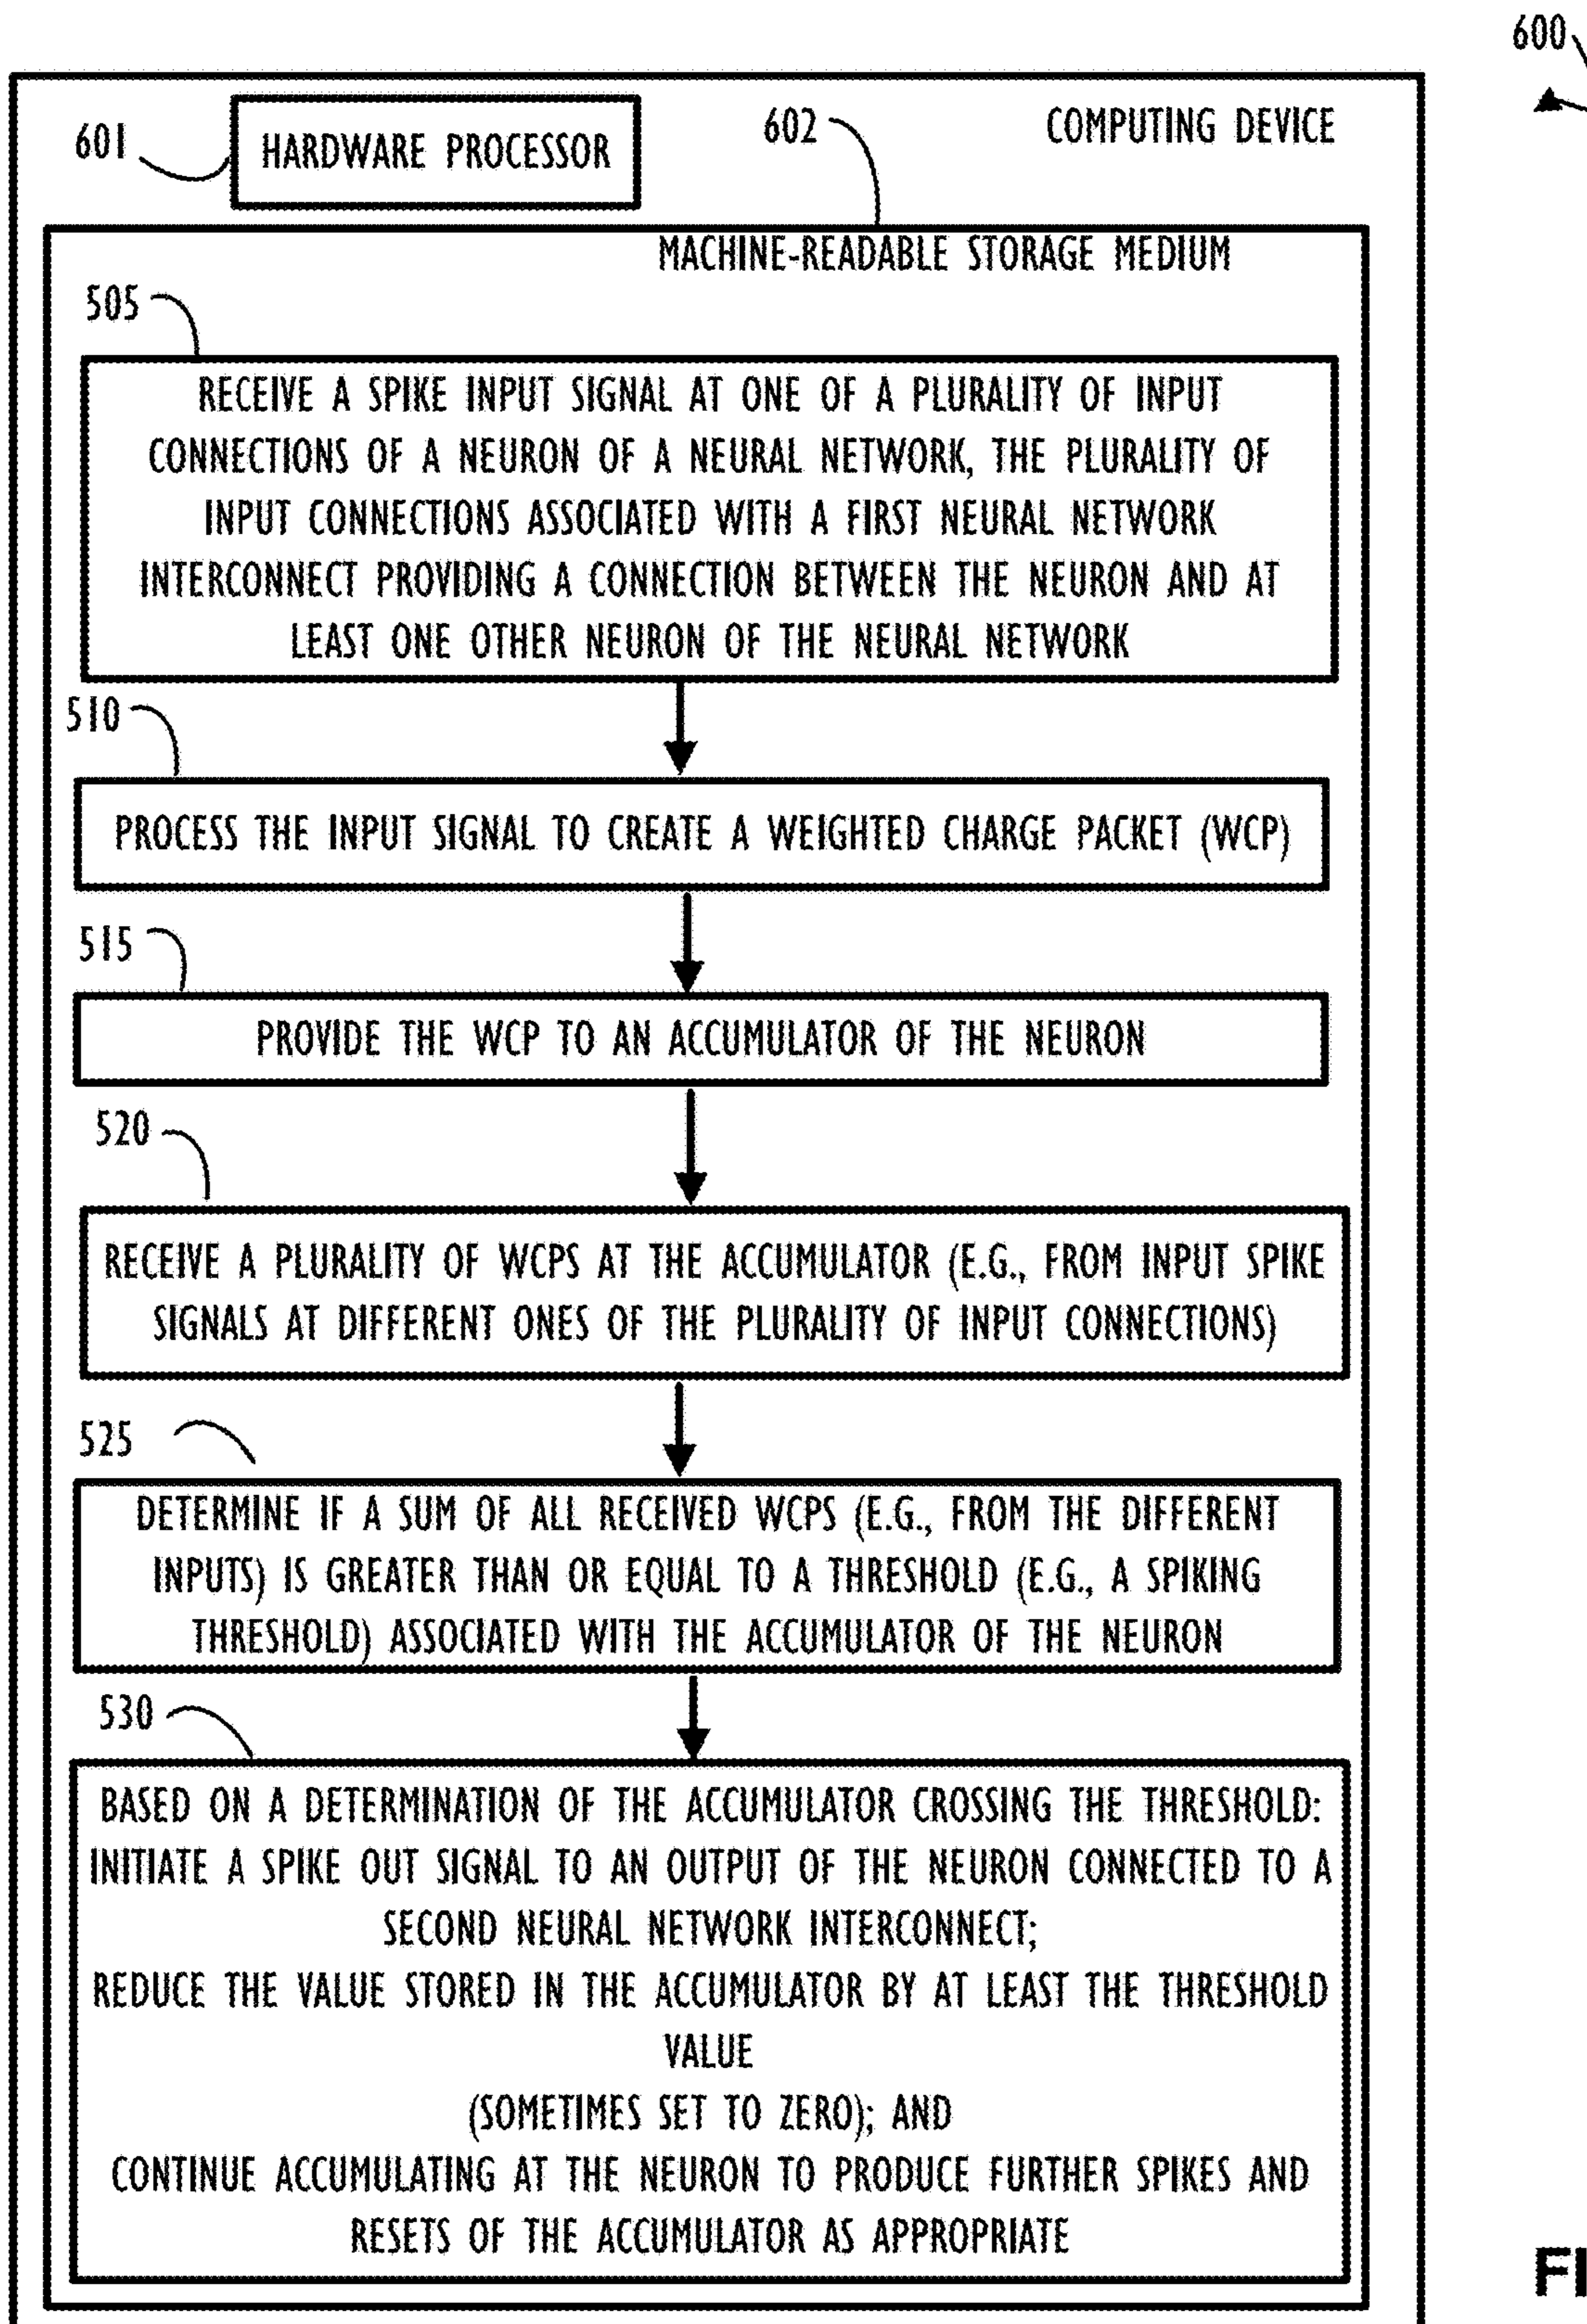 600
601
HARDWARE PROCESSOR
602
COMPUTING DEVICE
MACHINE-READABLE STORAGE MEDIUM
505
RECEIVE A SPIKE INPUT SIGNAL AT ONE OF A PLURALITY OF INPUT
CONNECTIONS OF A NEURON OF A NEURAL NETWORK, THE PLURALITY OF
INPUT CONNECTIONS ASSOCIATED WITH A FIRST NEURAL NETWORK
INTERCONNECT PROVIDING A CONNECTION BETWEEN THE NEURON AND AT
LEAST ONE OTHER NEURON OF THE NEURAL NETWORK
510
PROCESS THE INPUT SIGNAL TO CREATE A WEIGHTED CHARGE PACKET (WCP)
515
PROVIDE THE WCP TO AN ACCUMULATOR OF THE NEURON
520
RECEIVE A PLURALITY OF WCPS AT THE ACCUMULATOR (E.G., FROM INPUT SPIKE
SIGNALS AT DIFFERENT ONES OF THE PLURALITY OF INPUT CONNECTIONS)
525
DETERMINE IF A SUM OF ALL RECEIVED WCPS (E.G., FROM THE DIFFERENT
INPUTS) IS GREATER THAN OR EQUAL TO A THRESHOLD (E.G., A SPIKING
THRESHOLD) ASSOCIATED WITH THE ACCUMULATOR OF THE NEURON
530
BASED ON A DETERMINATION OF THE ACCUMULATOR CROSSING THE THRESHOLD:
INITIATE A SPIKE OUT SIGNAL TO AN OUTPUT OF THE NEURON CONNECTED TO A
SECOND NEURAL NETWORK INTERCONNECT;
REDUCE THE VALUE STORED IN THE ACCUMULATOR BY AT LEAST THE THRESHOLD
VALUE
(SOMETIMES SET TO ZERO); AND
CONTINUE ACCUMULATING AT THE NEURON TO PRODUCE FURTHER SPIKES AND
RESETS OF THE ACCUMULATOR AS APPROPRIATE
FI